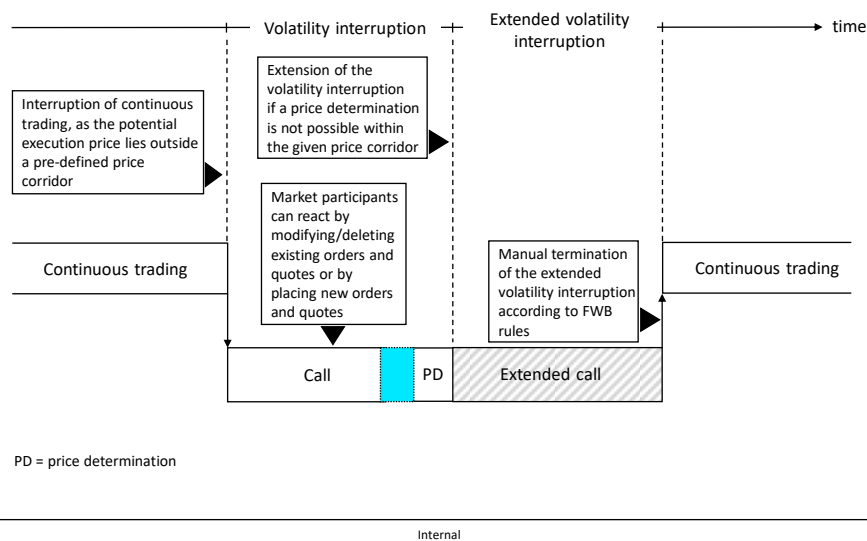 Volatility interruption
Extended volatility
interruption
time
Interruption of continuous
trading, as the potential
execution price lies outside
a pre-defined price
corridor
Extension of the
volatility interruption
if a price determination
is not possible within
the given price corridor
Market participants
can react by
modifying/deleting
existing orders and
quotes or by
placing new orders
and quotes
Manual termination
of the extended
volatility interruption
according to FWB
rules
Continuous trading
Continuous trading
Call
PD
Extended call
PD = price determination
Internal